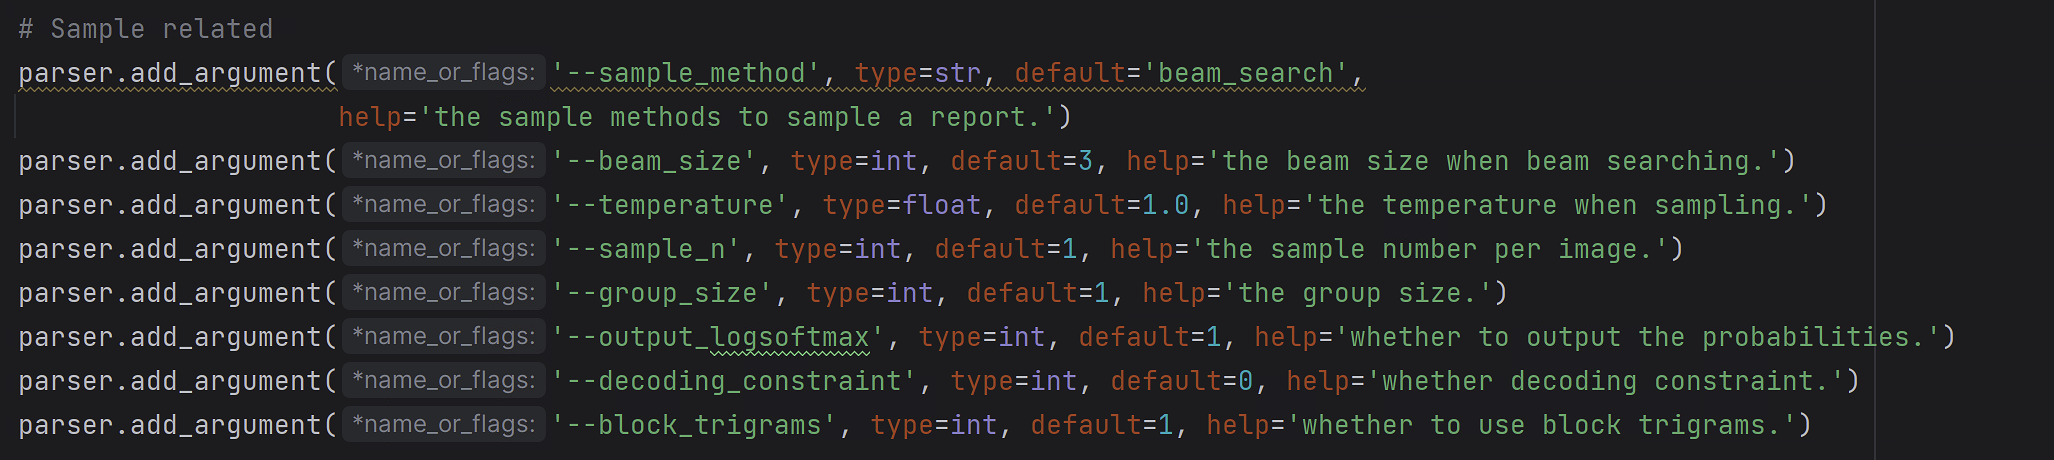 # Sample related
parser.add_argument( *name_or_flags: '--sample_method', type=str, default='beam_search',
help='the sample methods to sample a report.')
parser.add_argument( *name_or_flags: '--beam_size', type=int, default=3, help='the beam size when beam searching.')
parser.add_argument( *name_or_flags: '--temperature', type=float, default=1.0, help='the temperature when sampling.')
parser.add_argument( *name_or_flags: '--sample_n', type=int, default=1, help='the sample number per image.')
parser.add_argument( *name_or_flags: '--group_size', type=int, default=1, help='the group size.')
parser.add_argument( *name_or_flags: '--output_logsoftmax', type=int, default=1, help='whether to output the probabilities.')
parser.add_argument( *name_or_flags: '--decoding_constraint', type=int, default=0, help='whether decoding constraint.')
parser.add_argument( *name_or_flags: '--block_trigrams', type=int, default=1, help='whether to use block trigrams.')